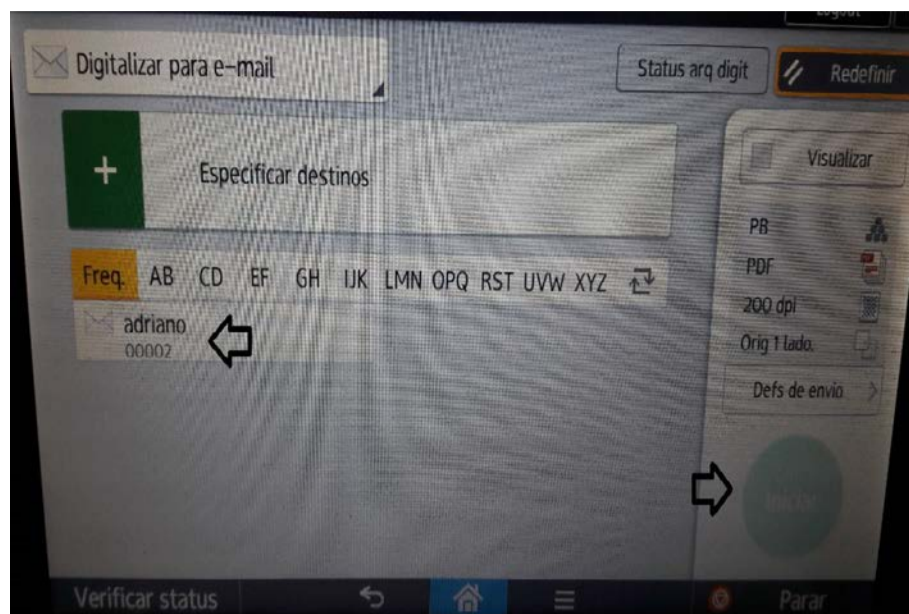 Logout
Digitalizar para e-mail
Status arq digit
Redefinir
Especificar destinos
Visualizar
PB
PDF
200 dpi
Orig 1 lado.
Defs de envio
Freq. AB CD EF GH IJK LMN OPQ RST UVW XYZ
adriano
00002
Iniciar
Verificar status
Parar